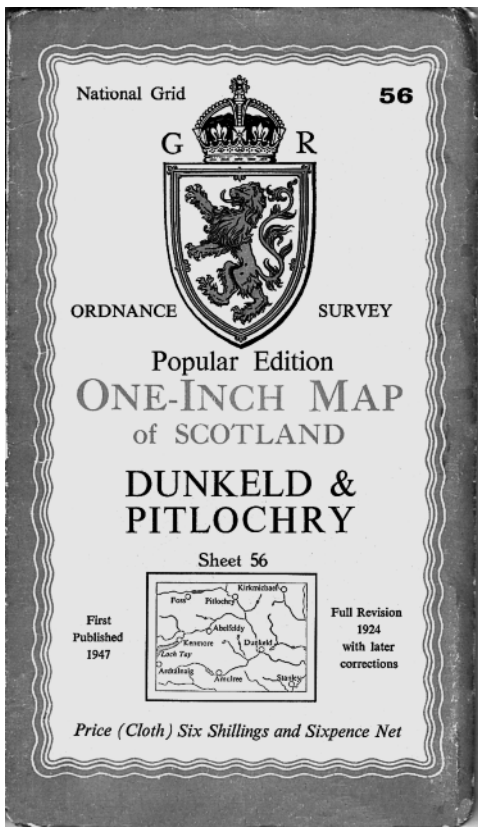 National Grid
56
G R
ORDNANCE SURVEY
Popular Edition
ONE-INCH MAP
of SCOTLAND
DUNKELD &
PITLOCHRY
Sheet 56
Kirkmichael
Foss
Pitlochry
Aberfeldy
Kenmore
Dunkeld
Loch Tay
Ardtalnaig
Amulree
Stanley
First
Published
1947
Full Revision
1924
with later
corrections
Price (Cloth) Six Shillings and Sixpence Net